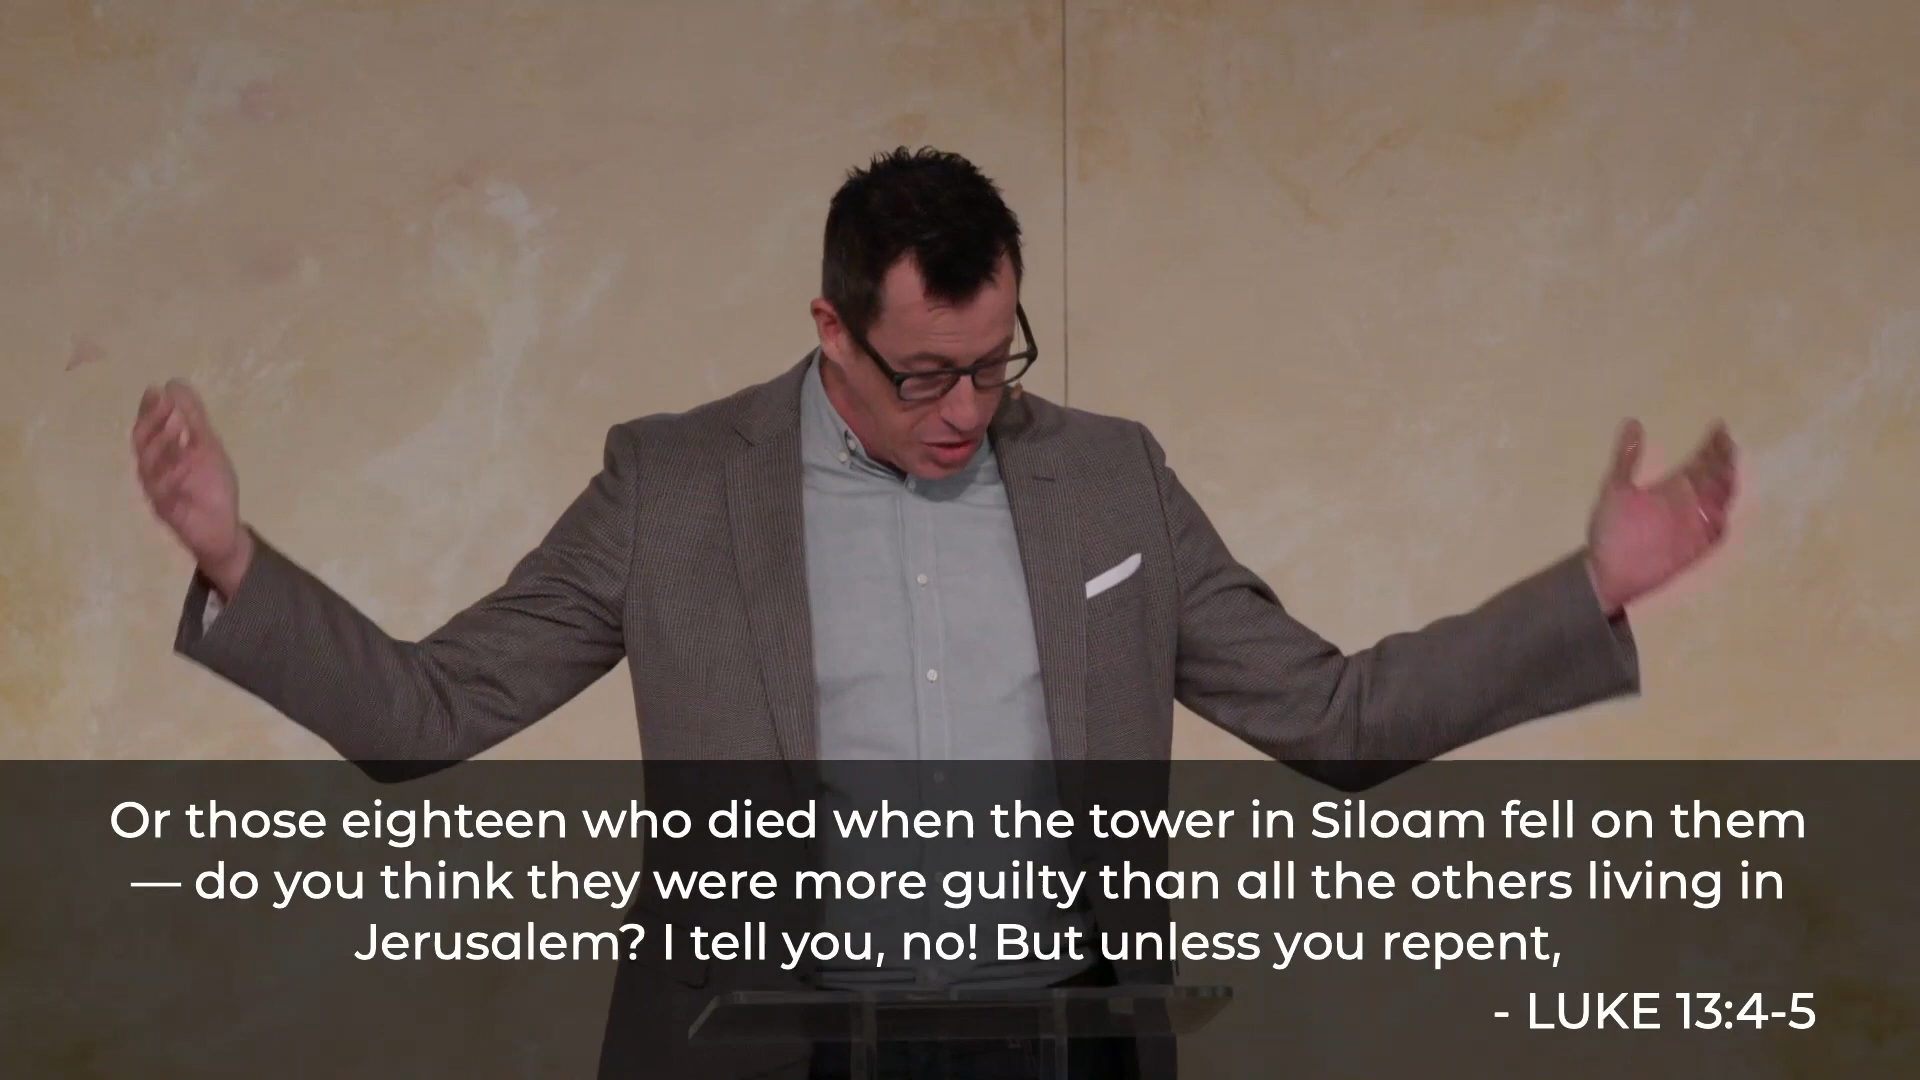 Or those eighteen who died when the tower in Siloam fell on them
— do you think they were more guilty than all the others living in
Jerusalem? I tell you, no! But unless you repent,
- LUKE 13:4-5